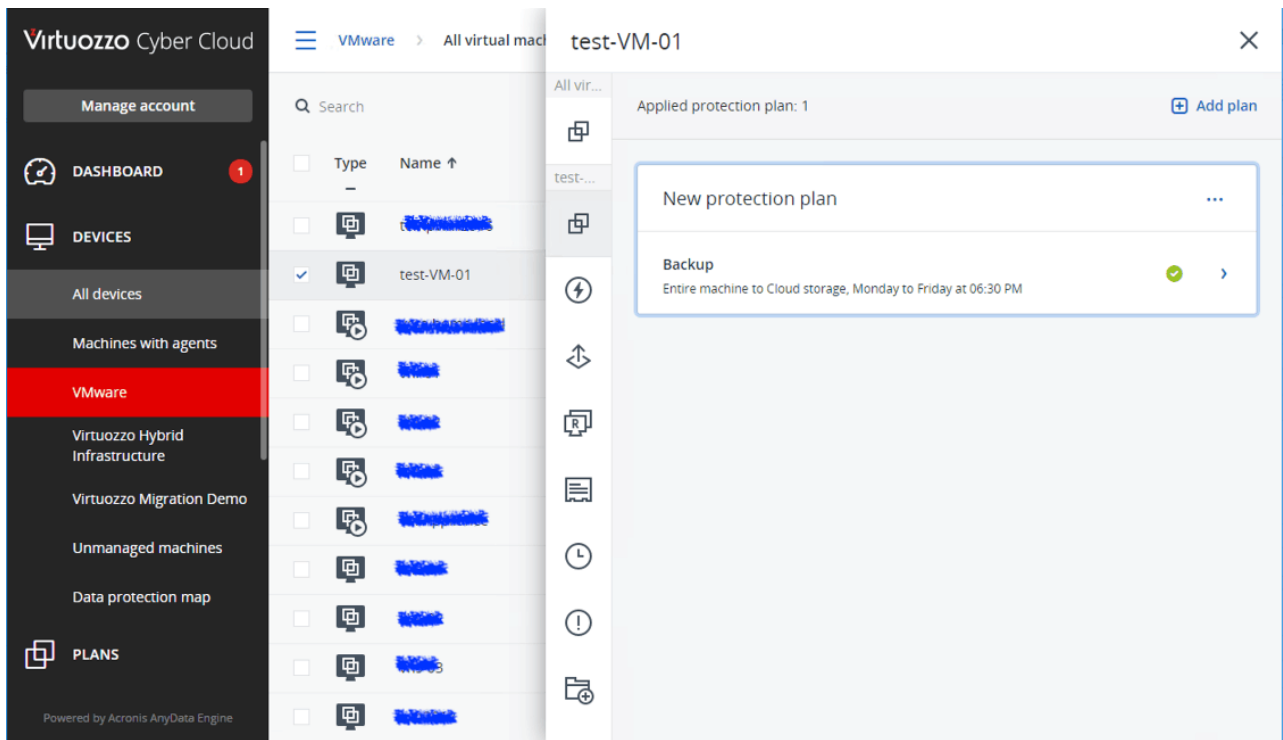 Virtuozzo Cyber Cloud
Manage account
DASHBOARD 1
DEVICES
All devices
Machines with agents
VMware
Virtuozzo Hybrid
Infrastructure
Virtuozzo Migration Demo
Unmanaged machines
Data protection map
PLANS
Powered by Acronis AnyData Engine
VMware > All virtual mach
Search
Type Name ↑
test-VM-01
test-VM-01
All vir...
test-...
Applied protection plan: 1
Add plan
New protection plan ...
Backup
Entire machine to Cloud storage, Monday to Friday at 06:30 PM